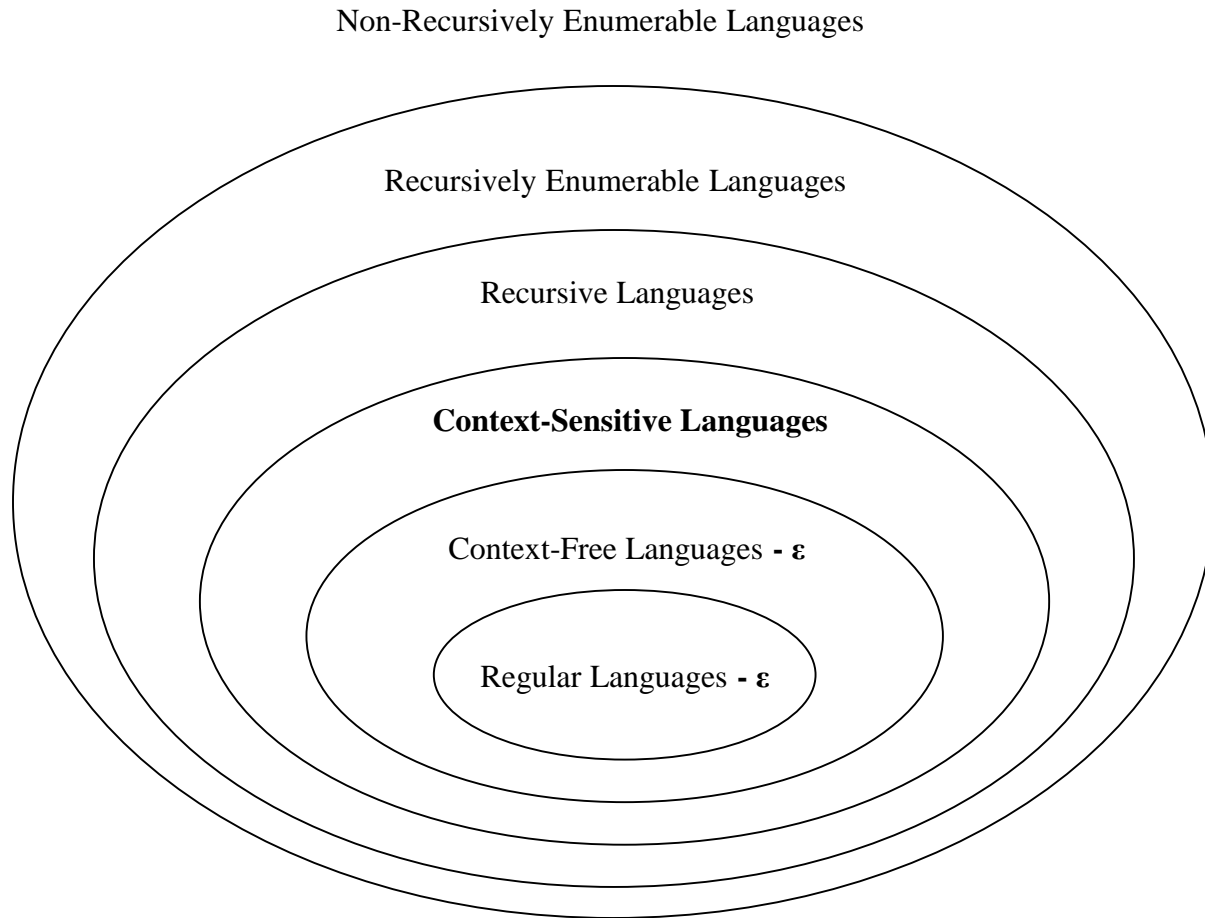 Non-Recursively Enumerable Languages
Recursively Enumerable Languages
Recursive Languages
Context-Sensitive Languages
Context-Free Languages - ε
Regular Languages - ε